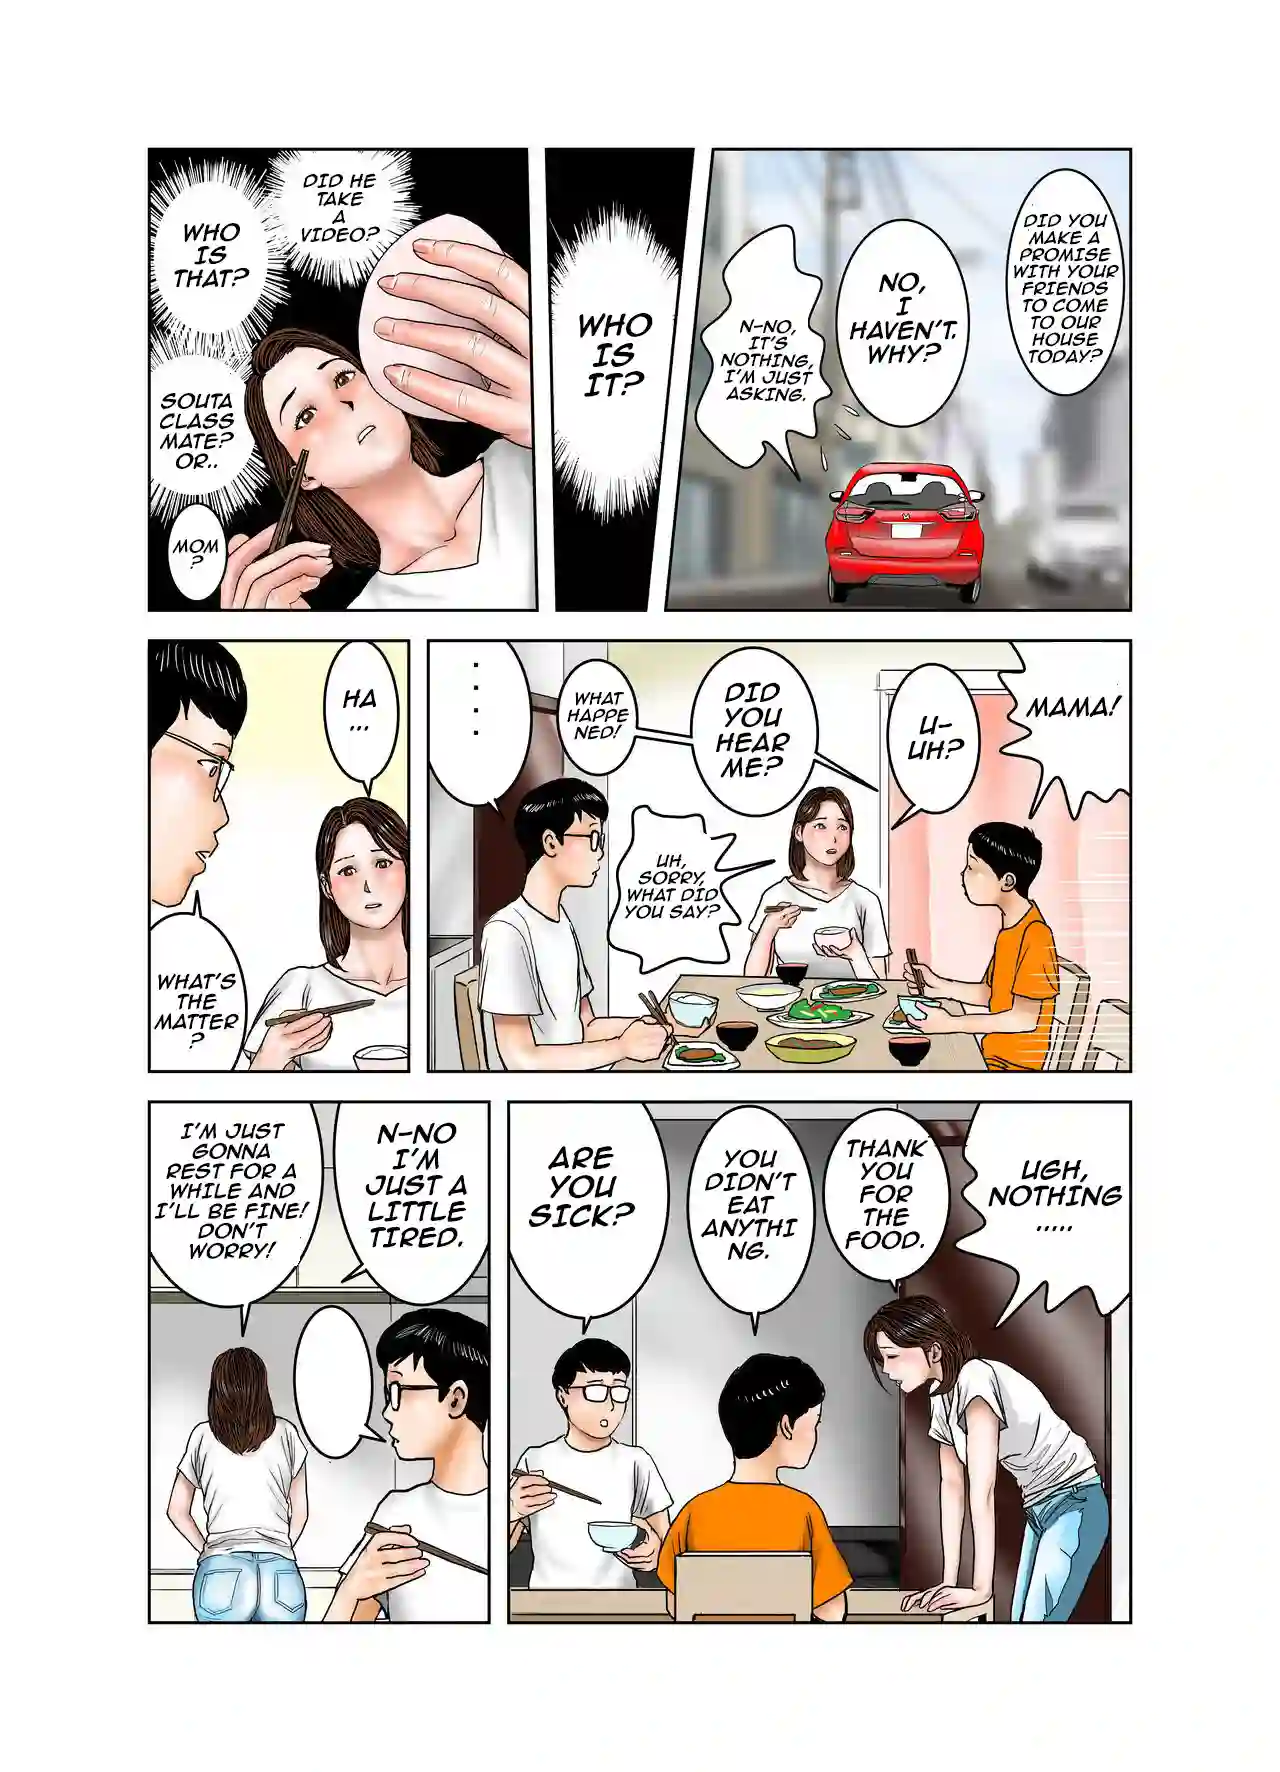 DID YOU
MAKE A
PROMISE
WITH YOUR
FRIENDS
TO COME
TO OUR
HOUSE
TODAY?
NO,
I
HAVEN'T.
WHY?
N-NO,
IT'S
NOTHING,
I'M JUST
ASKING.
WHO
IS
IT?
DID HE
TAKE
A
VIDEO?
WHO
IS
THAT?
SOUTA
CLASS
MATE?
OR..
MOM
?
MAMA!
U-
UH?
DID
YOU
HEAR
ME?
WHAT
HAPPE
NED!
UH,
SORRY,
WHAT DID
YOU SAY?
....
HA
...
WHAT'S
THE
MATTER
?
UGH,
NOTHING
.....
THANK
YOU
FOR
THE
FOOD.
YOU
DIDN'T
EAT
ANYTHI
NG.
ARE
YOU
SICK?
N-NO
I'M
JUST A
LITTLE
TIRED.
I'M JUST
GONNA
REST FOR A
WHILE AND
I'LL BE FINE!
DON'T
WORRY!